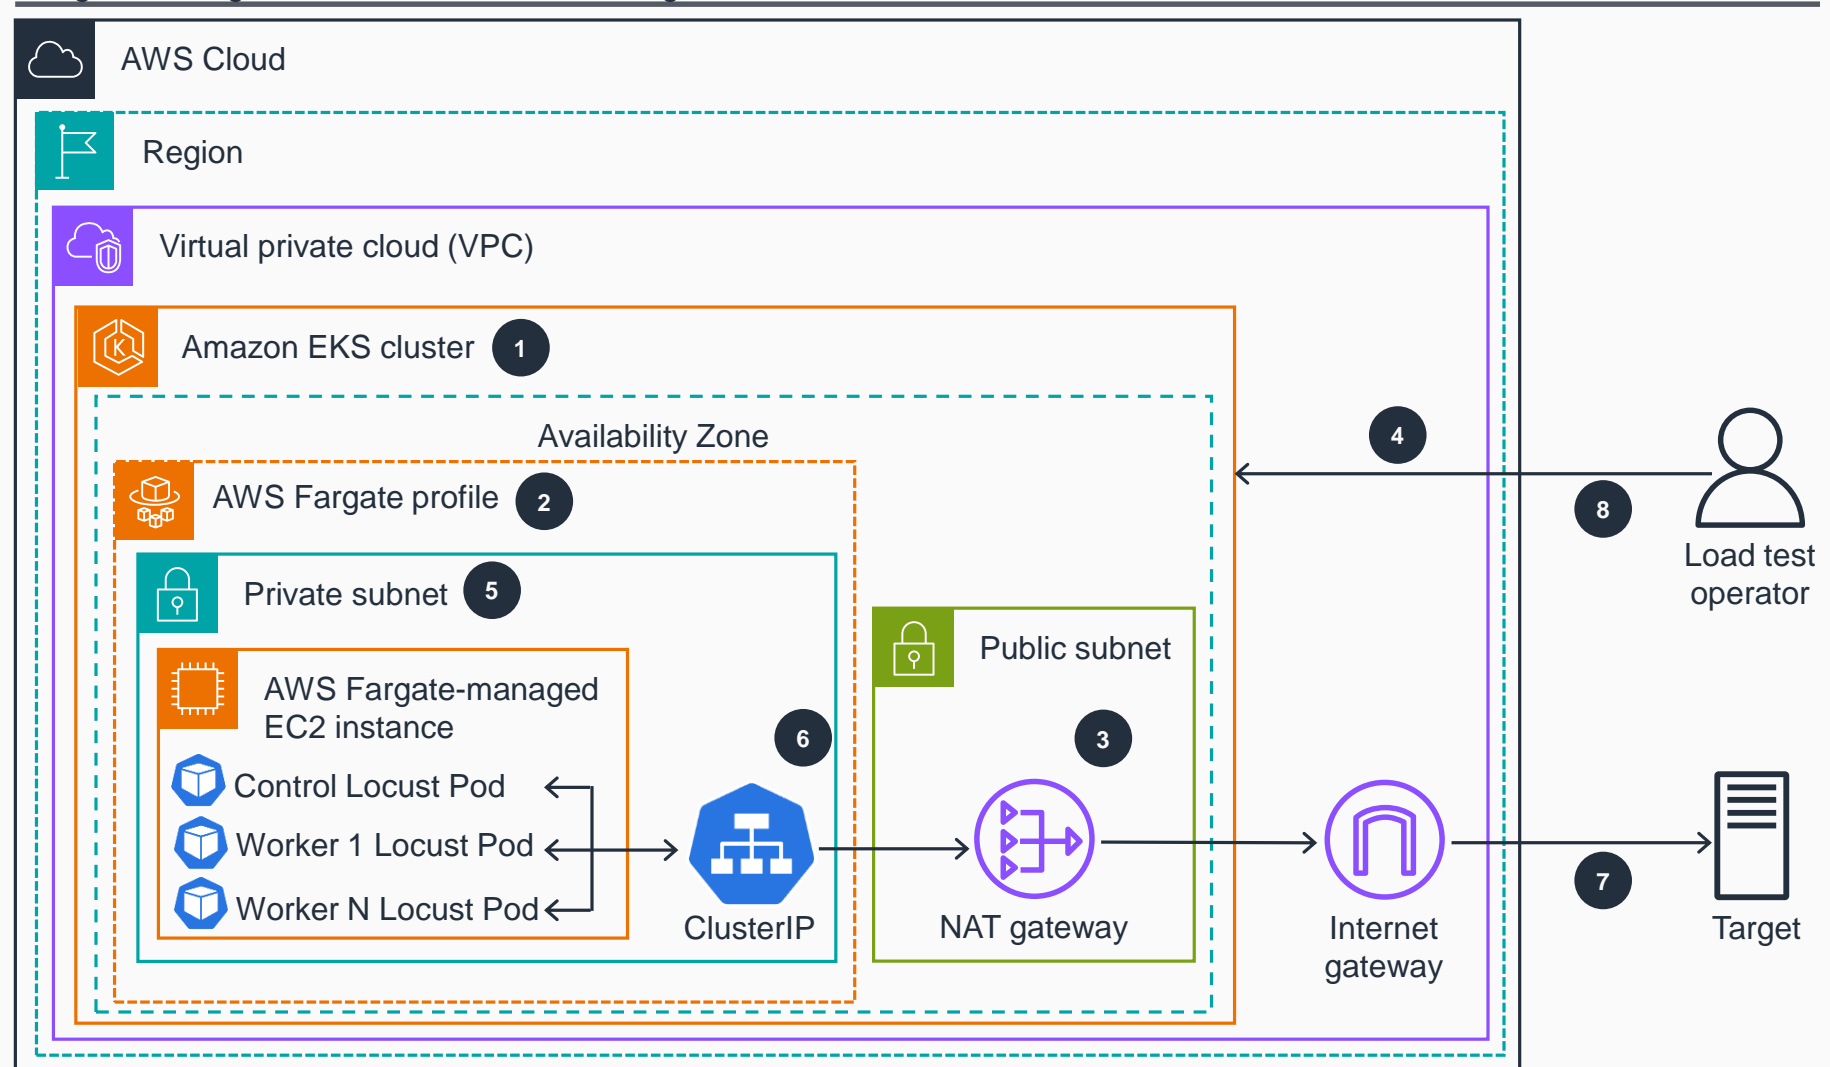 AWS Cloud
Region
Virtual private cloud (VPC)
Amazon EKS cluster 1
Availability Zone
4
AWS Fargate profile 2
8
Load test
operator
Private subnet 5
Public subnet
AWS Fargate-managed
EC2 instance
6
3
Control Locust Pod
Worker 1 Locust Pod
Worker N Locust Pod
ClusterIP
NAT gateway
Internet
gateway
7
Target
K